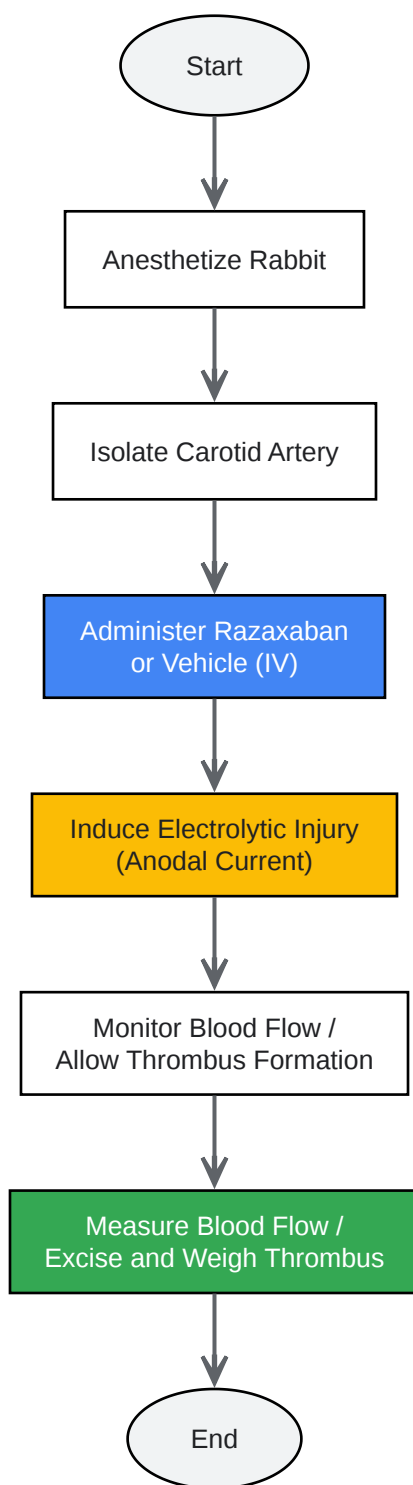 Start
Anesthetize Rabbit
Isolate Carotid Artery
Administer Razaxaban
or Vehicle (IV)
Induce Electrolytic Injury
(Anodal Current)
Monitor Blood Flow /
Allow Thrombus Formation
Measure Blood Flow /
Excise and Weigh Thrombus
End